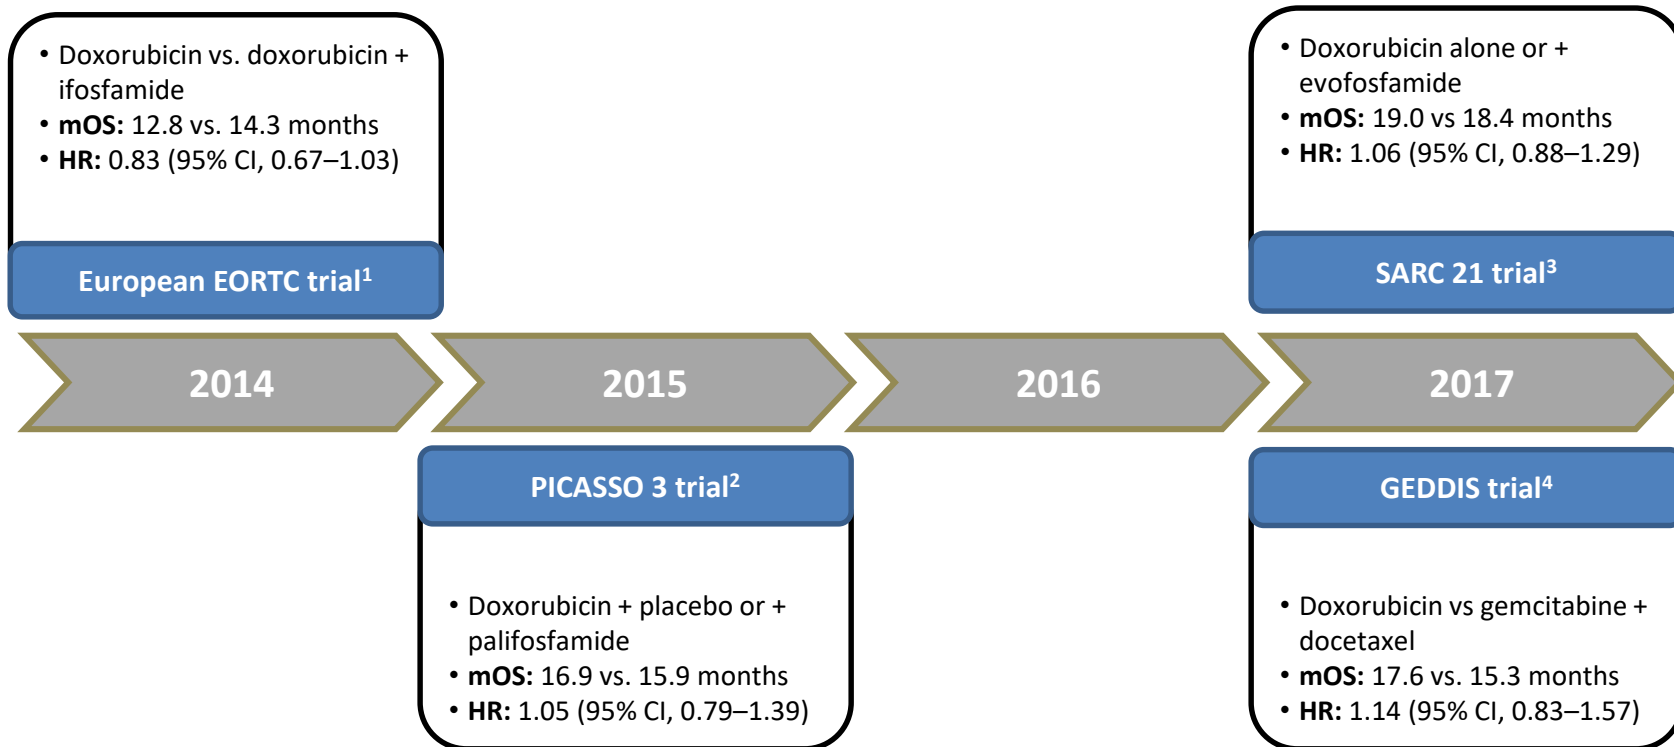 • Doxorubicin vs. doxorubicin +
ifosfamide
• mOS: 12.8 vs. 14.3 months
• HR: 0.83 (95% CI, 0.67–1.03)
European EORTC trial¹
• Doxorubicin alone or +
evofosfamide
• mOS: 19.0 vs 18.4 months
• HR: 1.06 (95% CI, 0.88–1.29)
SARC 21 trial³
2014
2015
2016
2017
PICASSO 3 trial²
• Doxorubicin + placebo or +
palifosfamide
• mOS: 16.9 vs. 15.9 months
• HR: 1.05 (95% CI, 0.79–1.39)
GEDDIS trial⁴
• Doxorubicin vs gemcitabine +
docetaxel
• mOS: 17.6 vs 15.3 months
• HR: 1.14 (95% CI, 0.83–1.57)